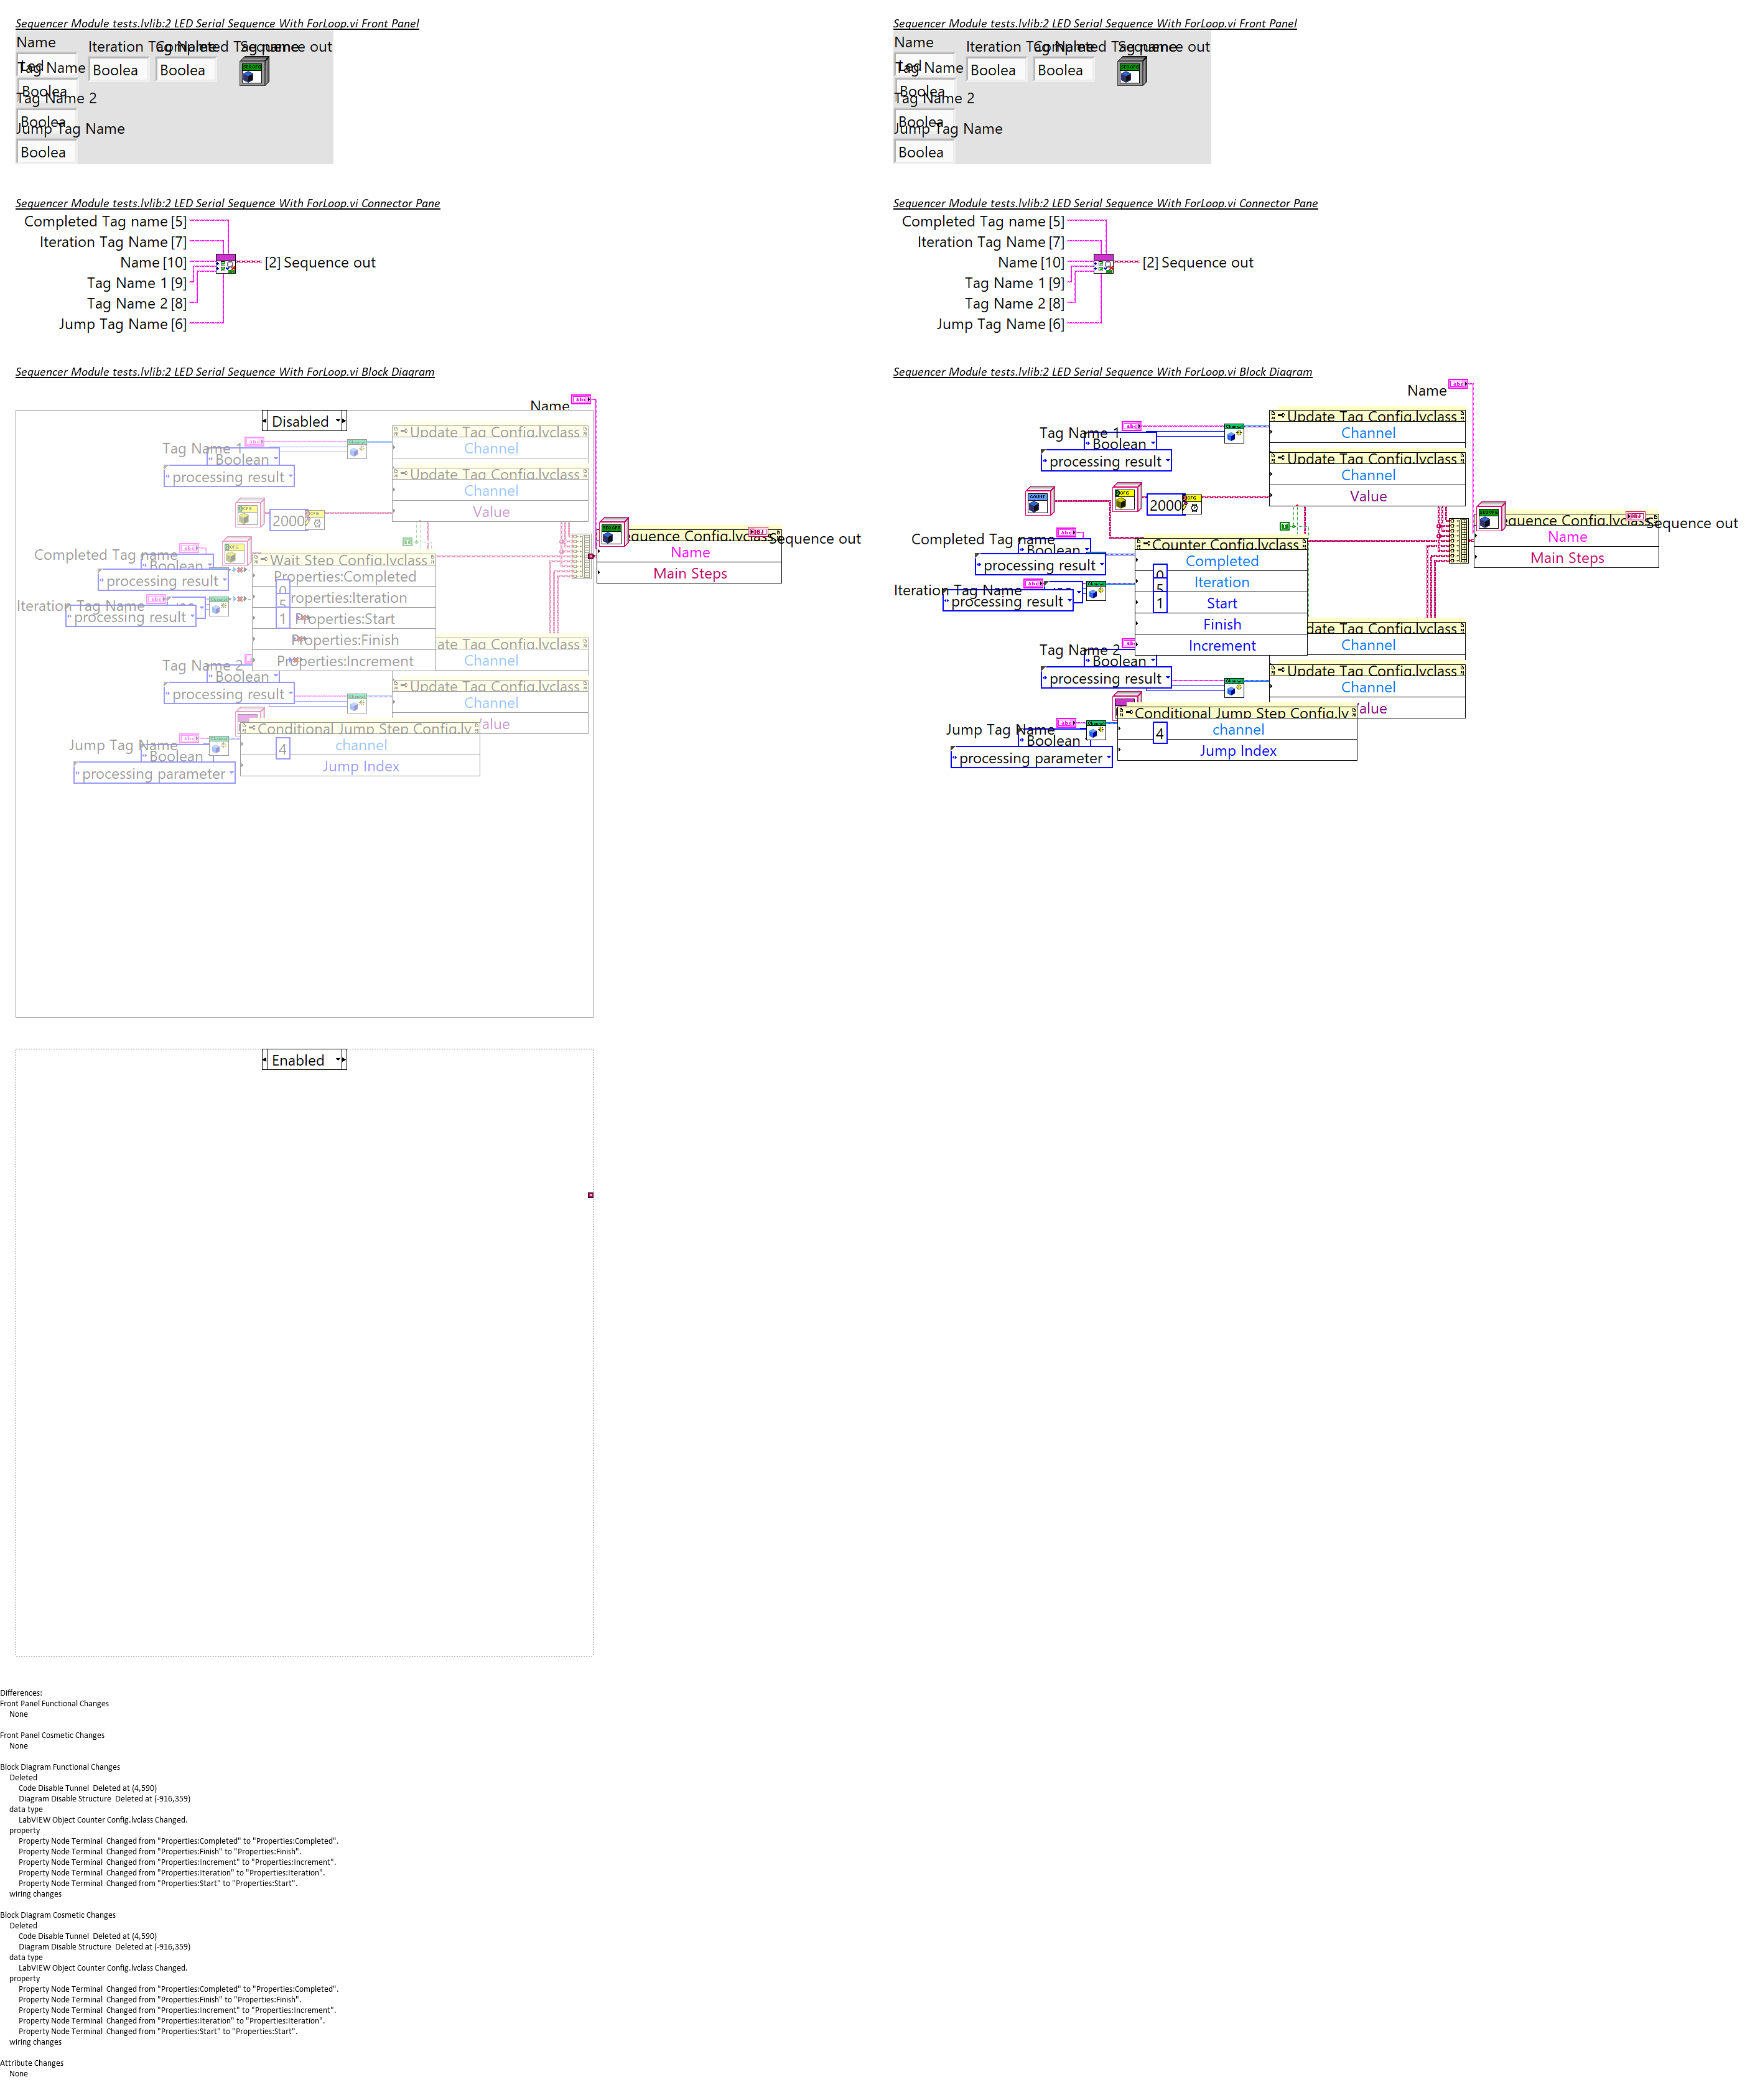 Sequencer Module tests.lvlib:2 LED Serial Sequence With ForLoop.vi Front Panel
Name
Iteration Tag Name
Completed Tag name
Sequence out
Led
Tag Name
Boolea
Boolea
Boolea
Tag Name 2
Boolea
Jump Tag Name
Boolea
Sequencer Module tests.lvlib:2 LED Serial Sequence With ForLoop.vi Connector Pane
Completed Tag name [5]
Iteration Tag Name [7]
Name [10]
[2] Sequence out
Tag Name 1 [9]
Tag Name 2 [8]
Jump Tag Name [6]
Sequencer Module tests.lvlib:2 LED Serial Sequence With ForLoop.vi Block Diagram
Name
Disabled
Tag Name 1
Boolean
processing result
Update Tag Config.lvclass
Channel
Update Tag Config.lvclass
Channel
Value
2000
equence Config.lvclass
Sequence out
Name
Main Steps
Completed Tag name
Boolean
processing result
Iteration Tag Name
processing result
Wait Step Config.lvclass
Properties:Completed
0
roperties:Iteration
5
1
Properties:Start
Properties:Finish
Properties:Increment
Tag Name 2
Boolean
processing result
date Tag Config.lvclass
Channel
Update Tag Config.lvclass
Channel
Value
Conditional Jump Step Config.lv
channel
4
Jump Index
Jump Tag Name
Boolean
processing parameter
Enabled
Sequencer Module tests.lvlib:2 LED Serial Sequence With ForLoop.vi Front Panel
Name
Iteration Tag Name
Completed Tag name
Sequence out
Led
Tag Name
Boolea
Boolea
Boolea
Tag Name 2
Boolea
Jump Tag Name
Boolea
Sequencer Module tests.lvlib:2 LED Serial Sequence With ForLoop.vi Connector Pane
Completed Tag name [5]
Iteration Tag Name [7]
Name [10]
[2] Sequence out
Tag Name 1 [9]
Tag Name 2 [8]
Jump Tag Name [6]
Sequencer Module tests.lvlib:2 LED Serial Sequence With ForLoop.vi Block Diagram
Name
Tag Name 1
Boolean
processing result
Update Tag Config.lvclass
Channel
Update Tag Config.lvclass
Channel
Value
COUNT
2000
equence Config.lvclass
Sequence out
Name
Main Steps
Completed Tag name
Boolean
processing result
Iteration Tag Name
processing result
Counter Config.lvclass
Completed
0
Iteration
5
1
Start
Finish
Increment
Tag Name 2
Boolean
processing result
date Tag Config.lvclass
Channel
Update Tag Config.lvclass
Channel
alue
Conditional Jump Step Config.lv
channel
4
Jump Index
Jump Tag Name
Boolean
processing parameter
Differences:
Front Panel Functional Changes
None
Front Panel Cosmetic Changes
None
Block Diagram Functional Changes
Deleted
Code Disable Tunnel  Deleted at (4,590)
Diagram Disable Structure  Deleted at (-916,359)
data type
LabVIEW Object Counter Config.lvclass Changed.
property
Property Node Terminal  Changed from "Properties:Completed" to "Properties:Completed".
Property Node Terminal  Changed from "Properties:Finish" to "Properties:Finish".
Property Node Terminal  Changed from "Properties:Increment" to "Properties:Increment".
Property Node Terminal  Changed from "Properties:Iteration" to "Properties:Iteration".
Property Node Terminal  Changed from "Properties:Start" to "Properties:Start".
wiring changes
Block Diagram Cosmetic Changes
Deleted
Code Disable Tunnel  Deleted at (4,590)
Diagram Disable Structure  Deleted at (-916,359)
data type
LabVIEW Object Counter Config.lvclass Changed.
property
Property Node Terminal  Changed from "Properties:Completed" to "Properties:Completed".
Property Node Terminal  Changed from "Properties:Finish" to "Properties:Finish".
Property Node Terminal  Changed from "Properties:Increment" to "Properties:Increment".
Property Node Terminal  Changed from "Properties:Iteration" to "Properties:Iteration".
Property Node Terminal  Changed from "Properties:Start" to "Properties:Start".
wiring changes
Attribute Changes
None